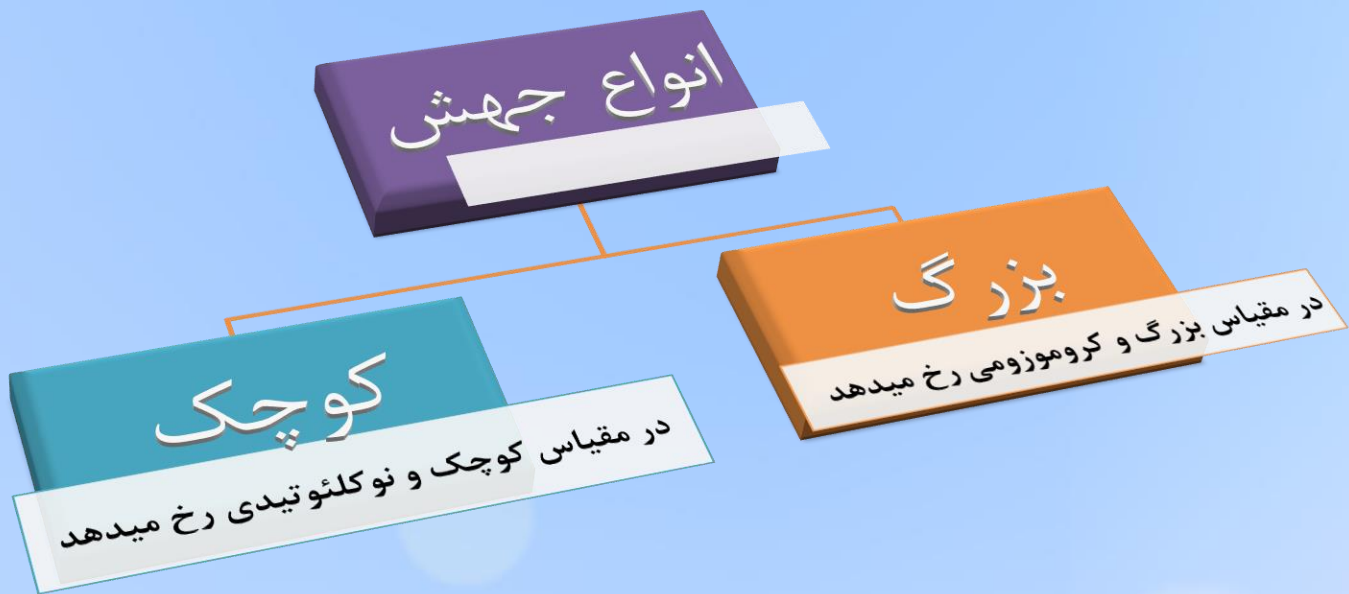 انواع جهش
بزرگ
در مقیاس بزرگ و کروموزومی رخ میدهد
کوچک
در مقیاس کوچک و نوکلئوتیدی رخ میدهد